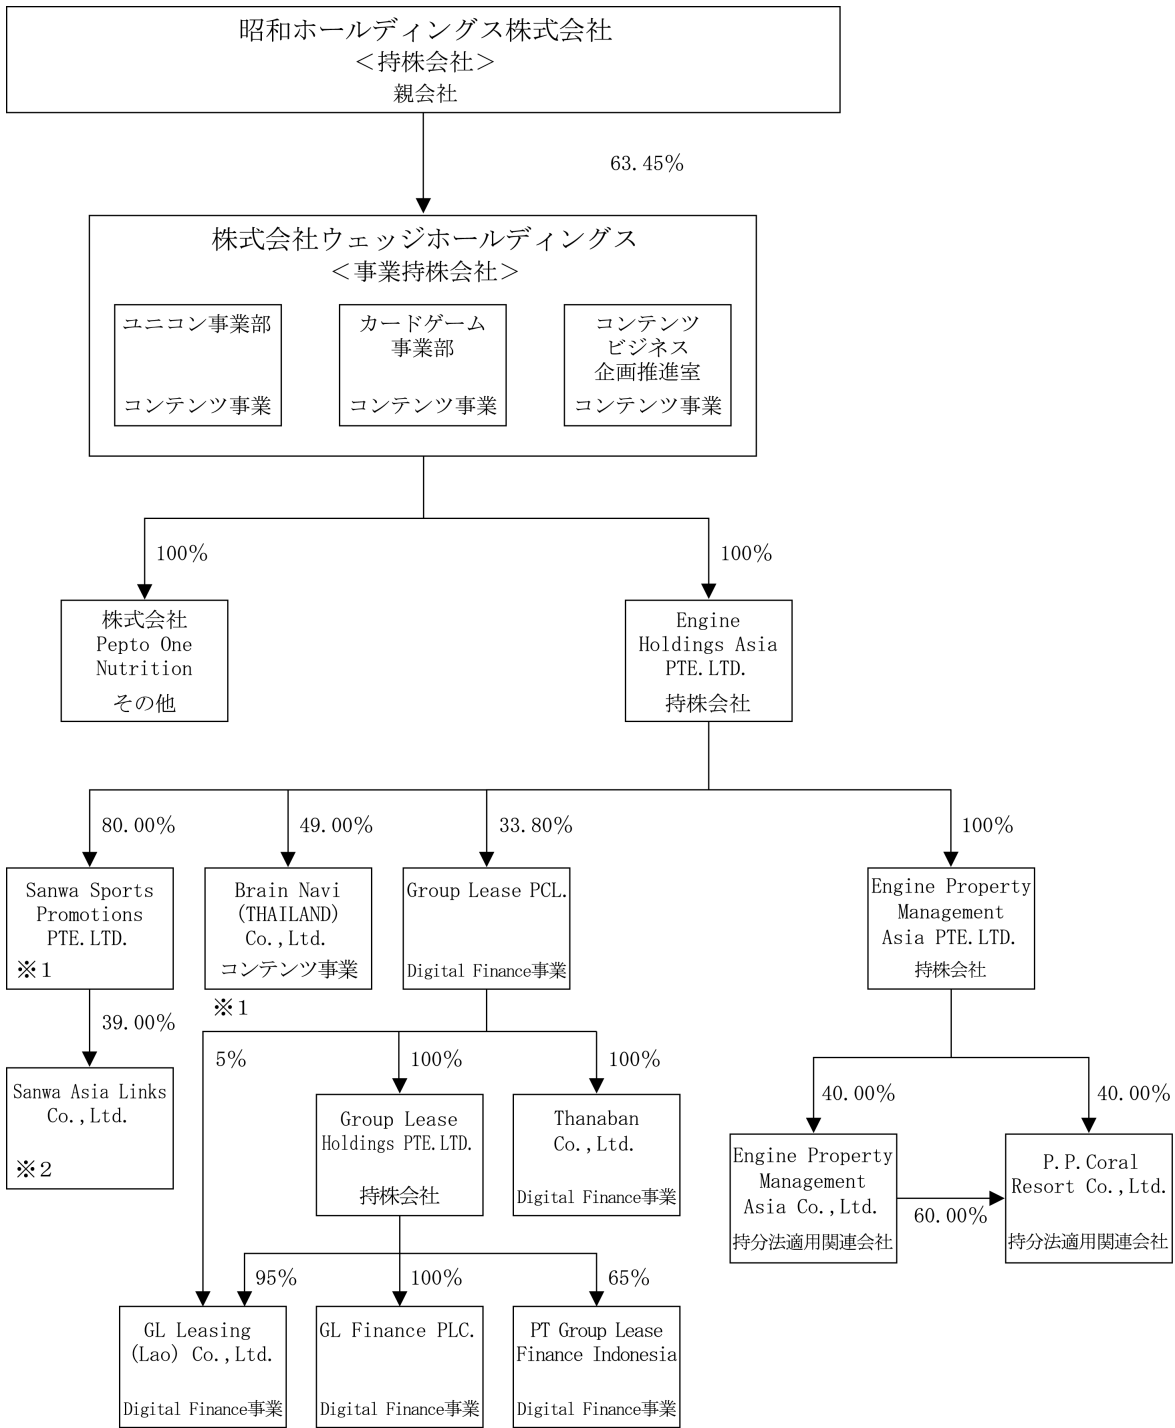 昭和ホールディングス株式会社
＜持株会社＞
親会社
63.45%
株式会社ウェッジホールディングス
＜事業持株会社＞
ユニコン事業部
コンテンツ事業
カードゲーム
事業部
コンテンツ事業
コンテンツ
ビジネス
企画推進室
コンテンツ事業
100%
100%
株式会社
Pepto One
Nutrition
その他
Engine
Holdings Asia
PTE.LTD.
持株会社
80.00%
49.00%
33.80%
100%
Sanwa Sports
Promotions
PTE.LTD.
※1
Brain Navi
(THAILAND)
Co.,Ltd.
コンテンツ事業
※1
Group Lease PCL.
Digital Finance事業
Engine Property
Management
Asia PTE.LTD.
持株会社
39.00%
5%
100%
100%
40.00%
40.00%
Sanwa Asia Links
Co.,Ltd.
※2
Group Lease
Holdings PTE.LTD.
持株会社
Thanaban
Co.,Ltd.
Digital Finance事業
Engine Property
Management
Asia Co.,Ltd.
持分法適用関連会社
60.00%
P.P.Coral
Resort Co.,Ltd.
持分法適用関連会社
95%
100%
65%
GL Leasing
(Lao) Co.,Ltd.
Digital Finance事業
GL Finance PLC.
Digital Finance事業
PT Group Lease
Finance Indonesia
Digital Finance事業